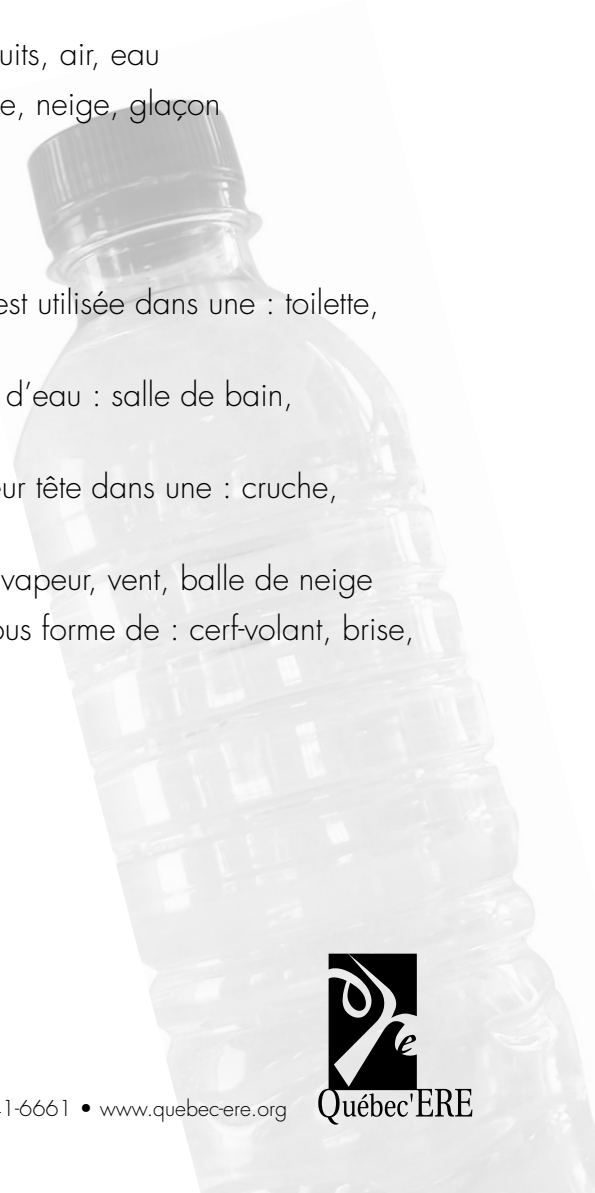 uits, air, eau
e, neige, glaçon
est utilisée dans une : toilette,
d’eau : salle de bain,
eur tête dans une : cruche,
vapeur, vent, balle de neige
ous forme de : cerf-volant, brise,
1-6661 • www.quebec-ere.org
e
Québec'ERE